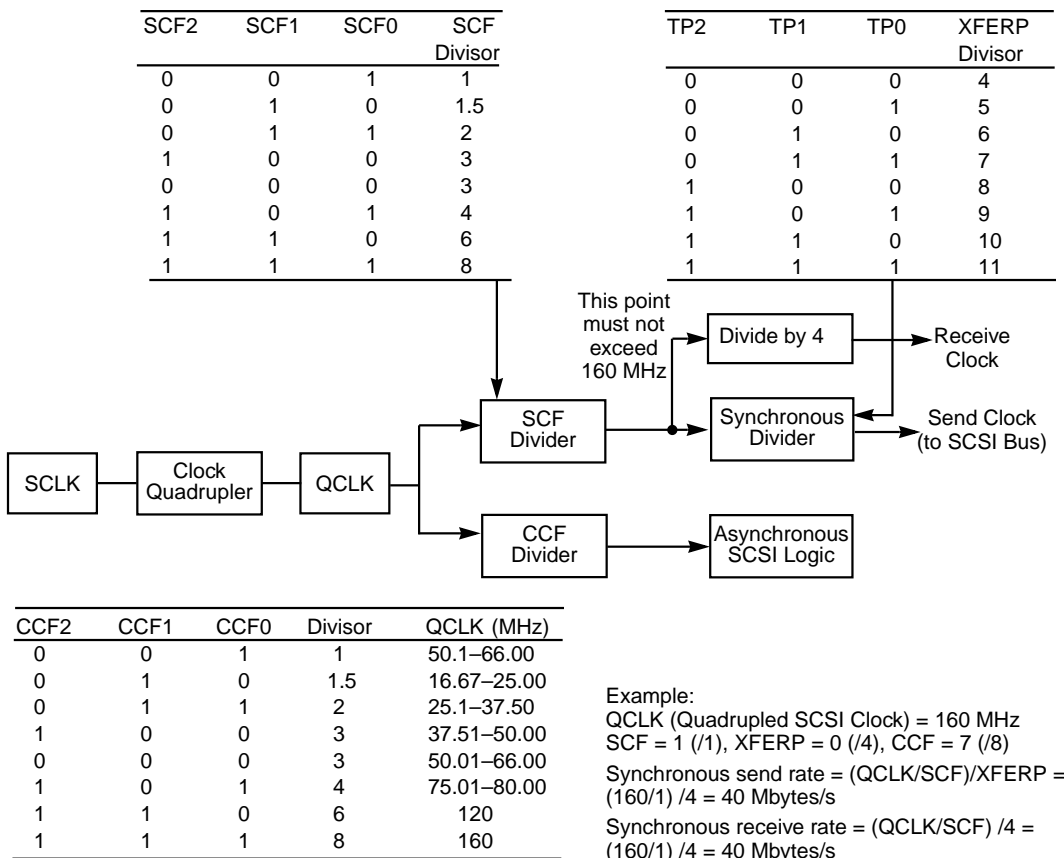 SCF2 SCF1 SCF0 SCF Divisor
0 0 1 1
0 1 0 1.5
0 1 1 2
1 0 0 3
0 0 0 3
1 0 1 4
1 1 0 6
1 1 1 8
TP2 TP1 TP0 XFERP Divisor
0 0 0 4
0 0 1 5
0 1 0 6
0 1 1 7
1 0 0 8
1 0 1 9
1 1 0 10
1 1 1 11
This point
must not
exceed
160 MHz
Divide by 4
Receive
Clock
SCF
Divider
Synchronous
Divider
Send Clock
(to SCSI Bus)
SCLK
Clock
Quadrupler
QCLK
CCF
Divider
Asynchronous
SCSI Logic
CCF2 CCF1 CCF0 Divisor QCLK (MHz)
0 0 1 1 50.1–66.00
0 1 0 1.5 16.67–25.00
0 1 1 2 25.1–37.50
1 0 0 3 37.51–50.00
0 0 0 3 50.01–66.00
1 0 1 4 75.01–80.00
1 1 0 6 120
1 1 1 8 160
Example:
QCLK (Quadrupled SCSI Clock) = 160 MHz
SCF = 1 (/1), XFERP = 0 (/4), CCF = 7 (/8)
Synchronous send rate = (QCLK/SCF)/XFERP =
(160/1) /4 = 40 Mbytes/s
Synchronous receive rate = (QCLK/SCF) /4 =
(160/1) /4 = 40 Mbytes/s